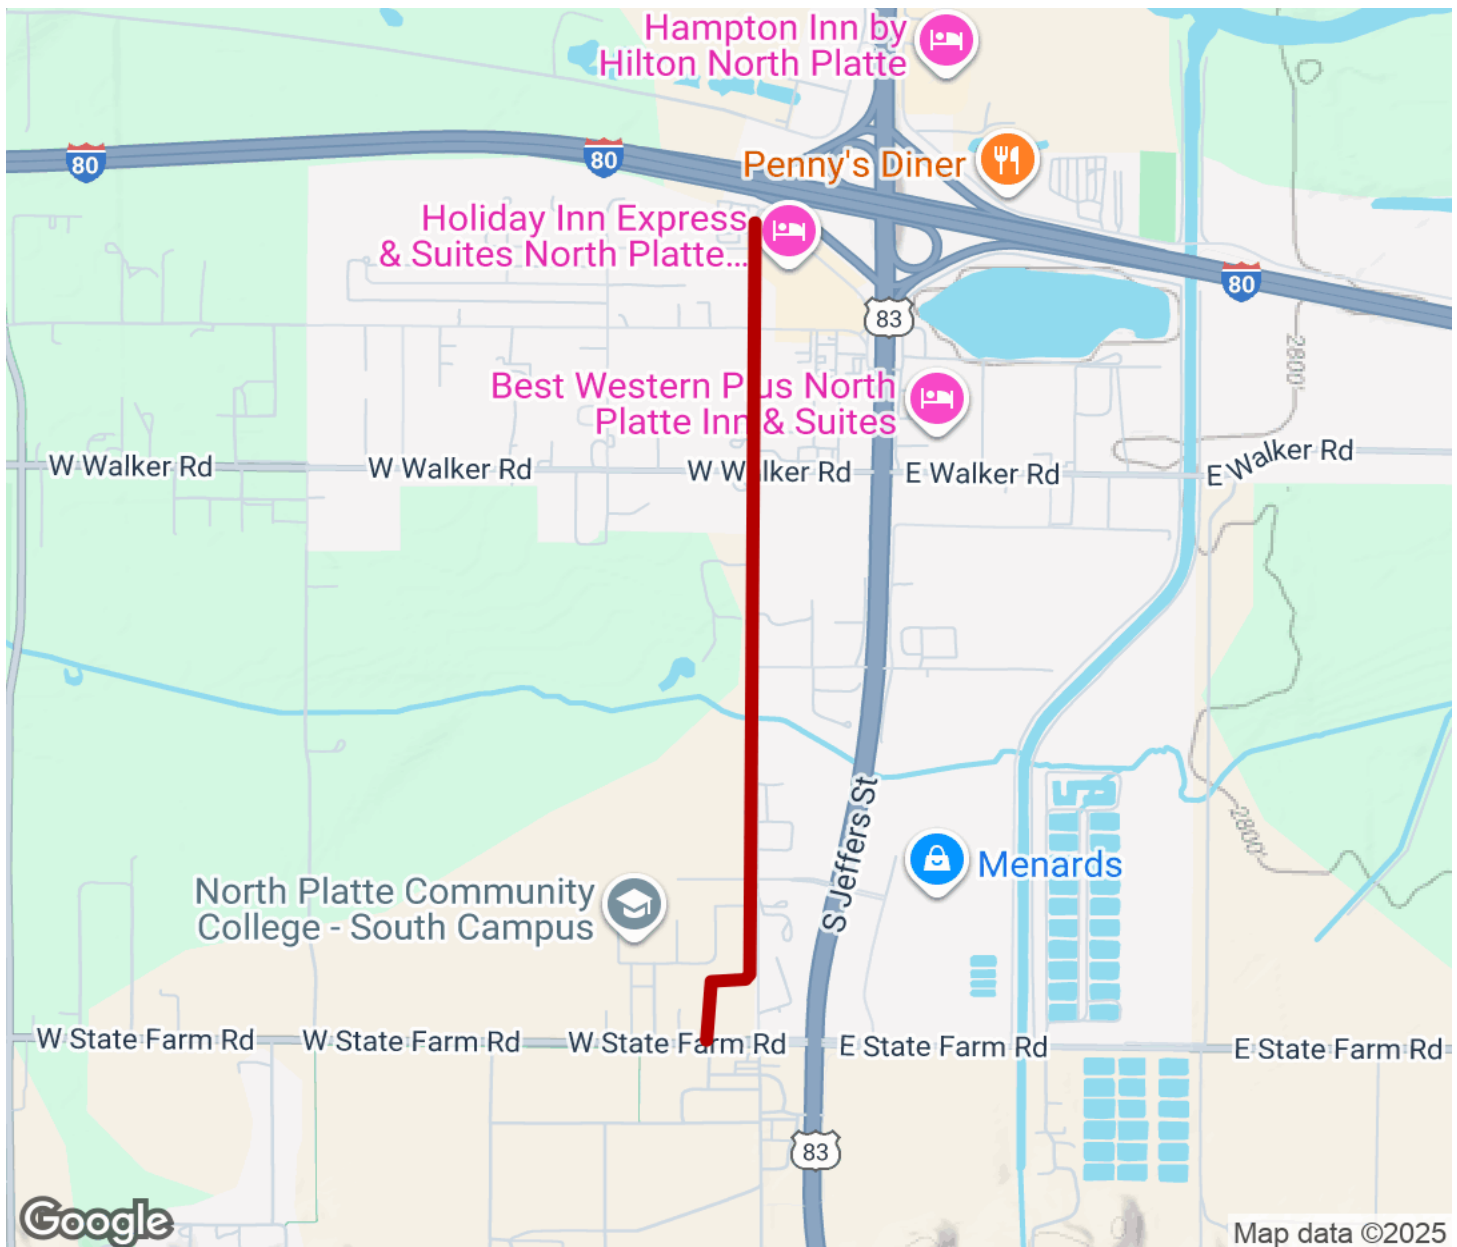 Hampton Inn by
Hilton North Platte
80
80
Penny's Diner
Holiday Inn Express
& Suites North Platte...
80
83
2800'
Best Western Plus North
Platte Inn & Suites
W Walker Rd
W Walker Rd
W Walker Rd
E Walker Rd
E Walker Rd
S Jeffers St
2800'
Menards
North Platte Community
College - South Campus
W State Farm Rd
W State Farm Rd
W State Farm Rd
E State Farm Rd
E State Farm Rd
83
Google
Map data ©2025